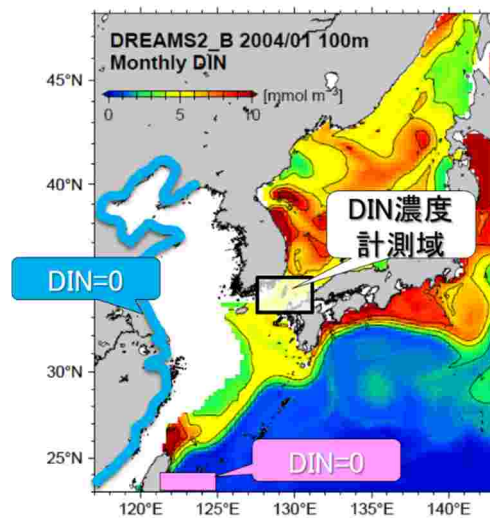 DREAMS2_B 2004/01 100m
Monthly DIN
[mmol m⁻³]
0 5 10
45°N
40°N
DIN濃度
計測域
DIN=0
30°N
25°N
DIN=0
120°E 125°E 130°E 135°E 140°E